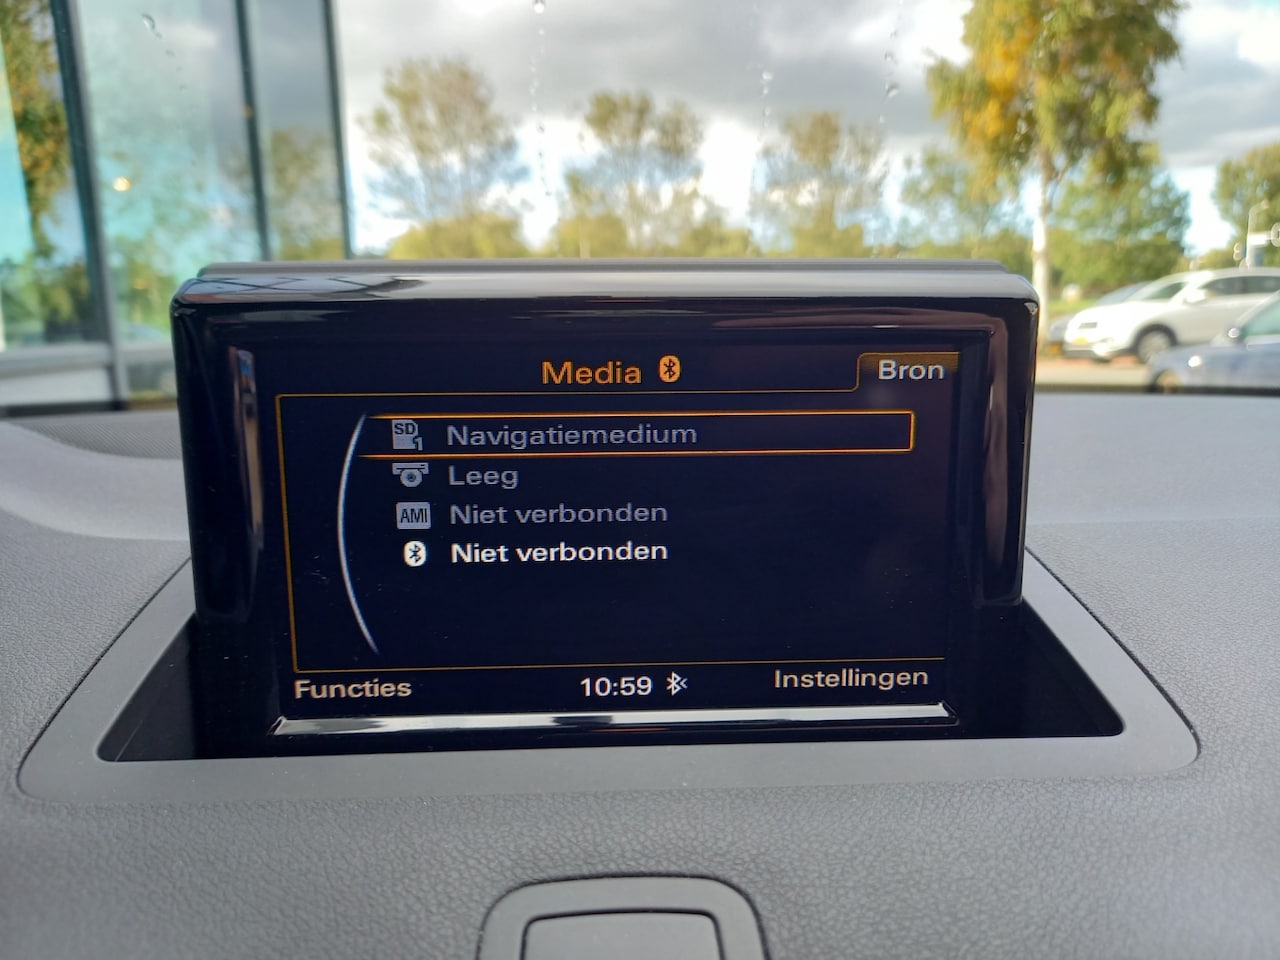 Media
Bron
SD 1 Navigatiemedium
Leeg
AMI Niet verbonden
Niet verbonden
Functies 10:59 Instellingen